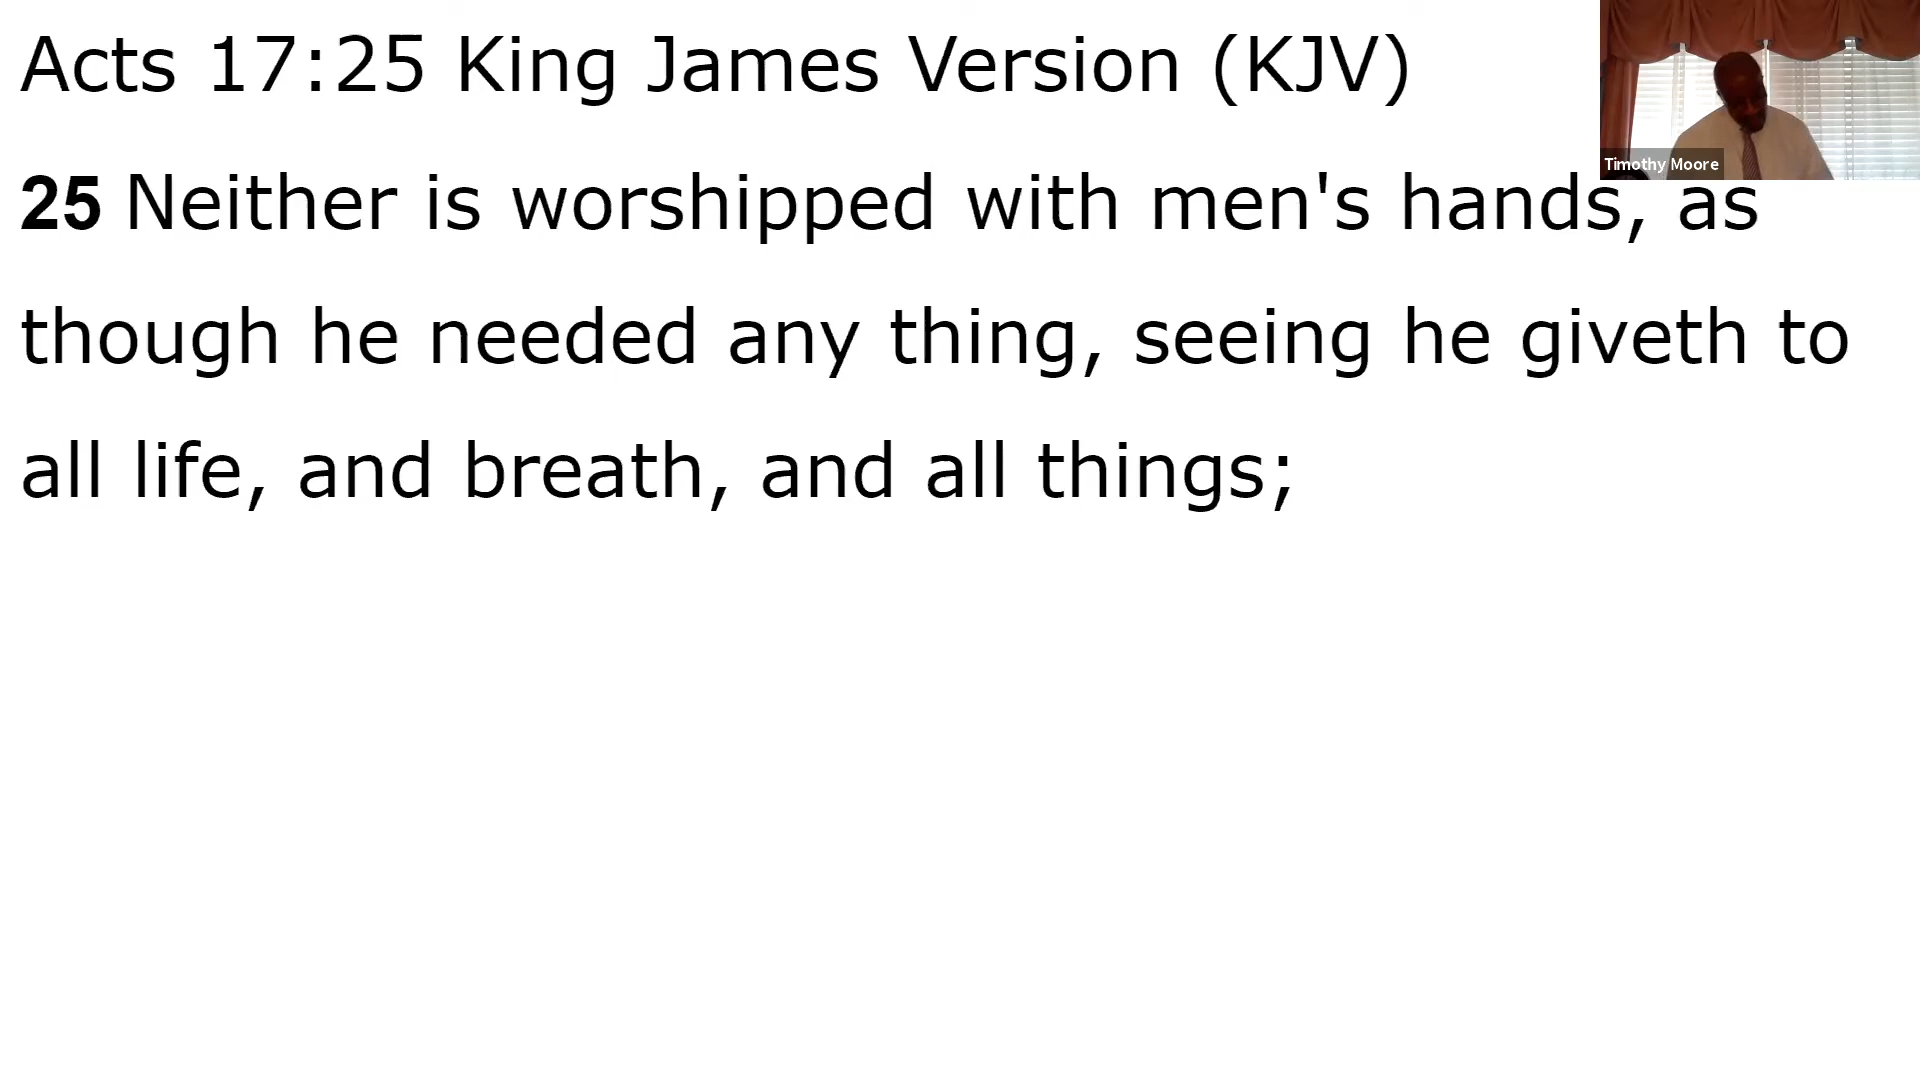 Acts 17:25 King James Version (KJV)
Timothy Moore
25 Neither is worshipped with men's hands, as
though he needed any thing, seeing he giveth to
all life, and breath, and all things;